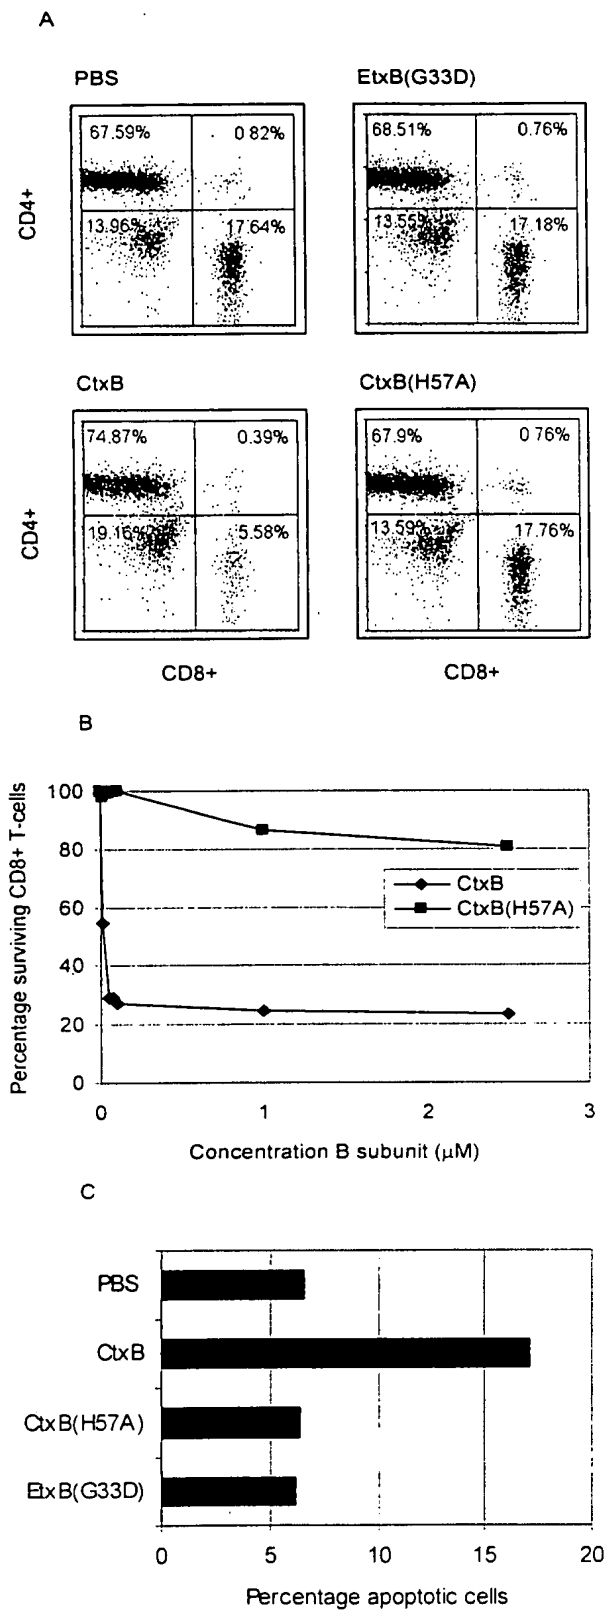 A
PBS
EtxB(G33D)
67.59%
0.82%
68.51%
0.76%
CD4+
13.96%
17.64%
13.55%
17.18%
CtxB
CtxB(H57A)
74.87%
0.39%
67.9%
0.76%
CD4+
19.16%
5.58%
13.59%
17.76%
CD8+
CD8+
B
Percentage surviving CD8+ T-cells
100
80
60
40
20
0
CtxB
CtxB(H57A)
0
1
2
3
Concentration B subunit (µM)
C
PBS
CtxB
CtxB(H57A)
EtxB(G33D)
0
5
10
15
20
Percentage apoptotic cells